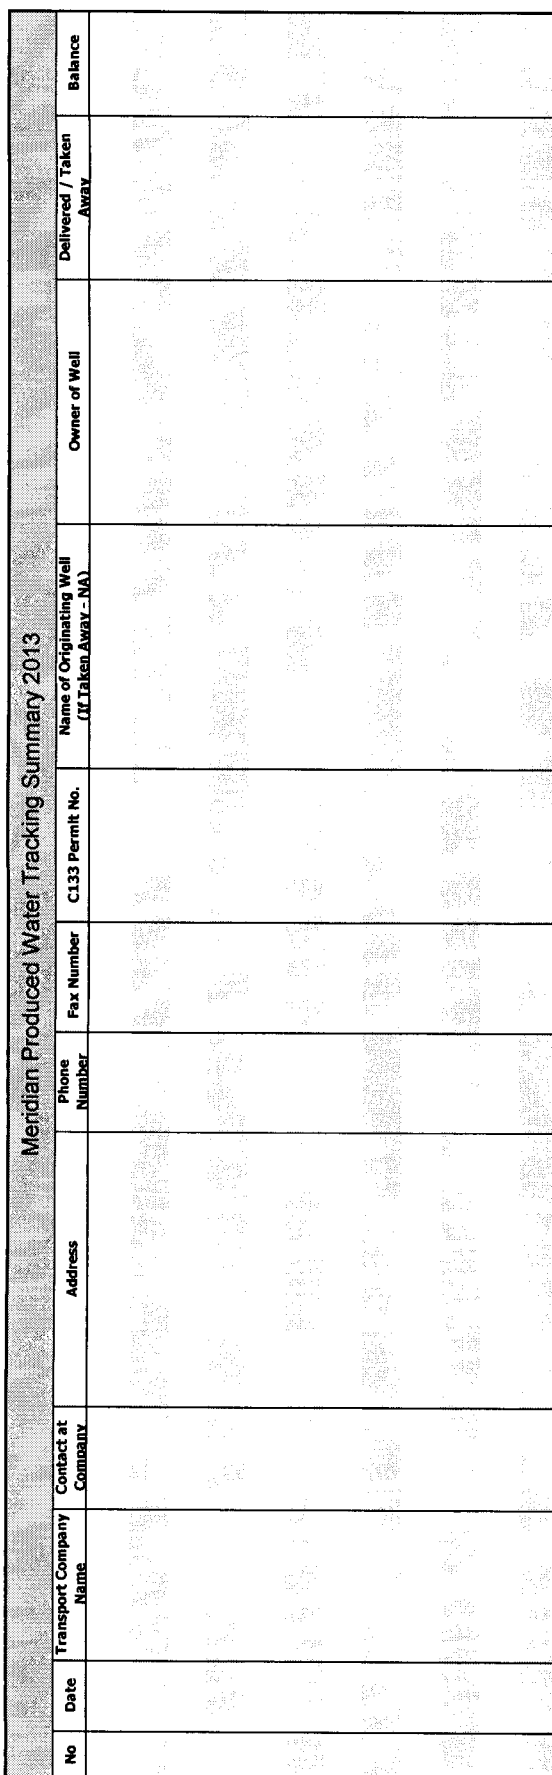 Meridian Produced Water Tracking Summary 2013
No
Date
Transport Company
Name
Contact at
Company
Address
Phone
Number
Fax Number
C133 Permit No.
Name of Originating Well
(If Taken Away - NA)
Owner of Well
Delivered / Taken
Away
Balance